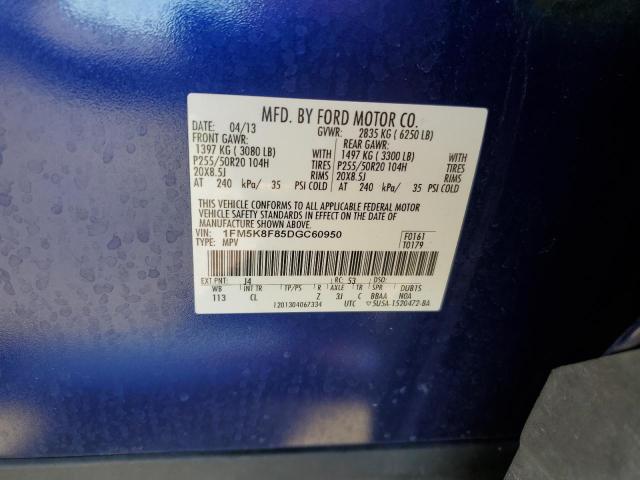 MFD. BY FORD MOTOR CO.
DATE: 04/13 GVWR: 2835 KG ( 6250 LB)
FRONT GAWR: REAR GAWR:
1397 KG ( 3080 LB) WITH 1497 KG ( 3300 LB) WITH
P255/50R20 104H TIRES P255/50R20 104H TIRES
20X8.5J RIMS 20X8.5J RIMS
AT 240 kPa/ 35 PSI COLD AT 240 kPa/ 35 PSI COLD
THIS VEHICLE CONFORMS TO ALL APPLICABLE FEDERAL MOTOR
VEHICLE SAFETY STANDARDS IN EFFECT ON THE DATE OF
MANUFACTURE SHOWN ABOVE.
VIN: 1FM5K8F85DGC60950 F0161
TYPE: MPV T0179
EXT PNT: J4 RC: 53 DSO:
WB INT TR TP/PS R AXLE TR SPR DUB15
113 CL Z 3J C BBAA NOA
1201304067334 UTC 5U5A-1520472-BA